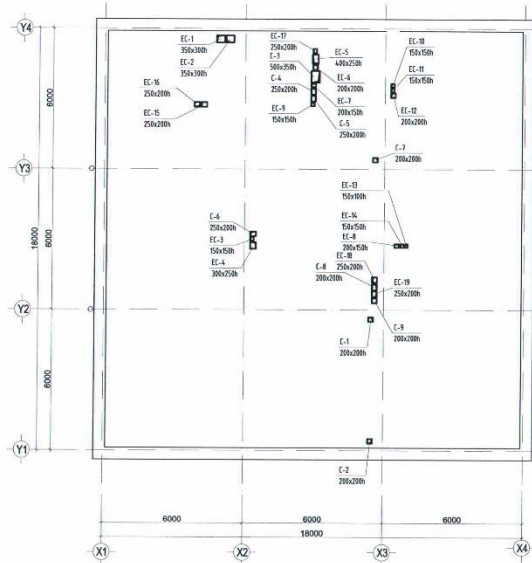 Y4
EC-1
350x300h
EC-2
350x300h
EC-17
250x200h
C-3
500x350h
C-4
250x200h
EC-9
150x150h
EC-5
400x250h
EC-6
200x200h
EC-7
200x150h
C-5
250x200h
EC-10
150x150h
EC-11
150x150h
EC-12
200x200h
EC-16
250x200h
EC-15
250x200h
6000
Y3
C-7
200x200h
EC-13
150x100h
EC-14
150x150h
EC-8
200x150h
C-6
250x200h
EC-3
150x150h
EC-4
300x250h
18000
6000
EC-18
250x200h
C-8
200x200h
EC-19
250x200h
C-9
200x200h
Y2
C-1
200x200h
6000
Y1
C-2
200x200h
6000
6000
6000
18000
X1
X2
X3
X4